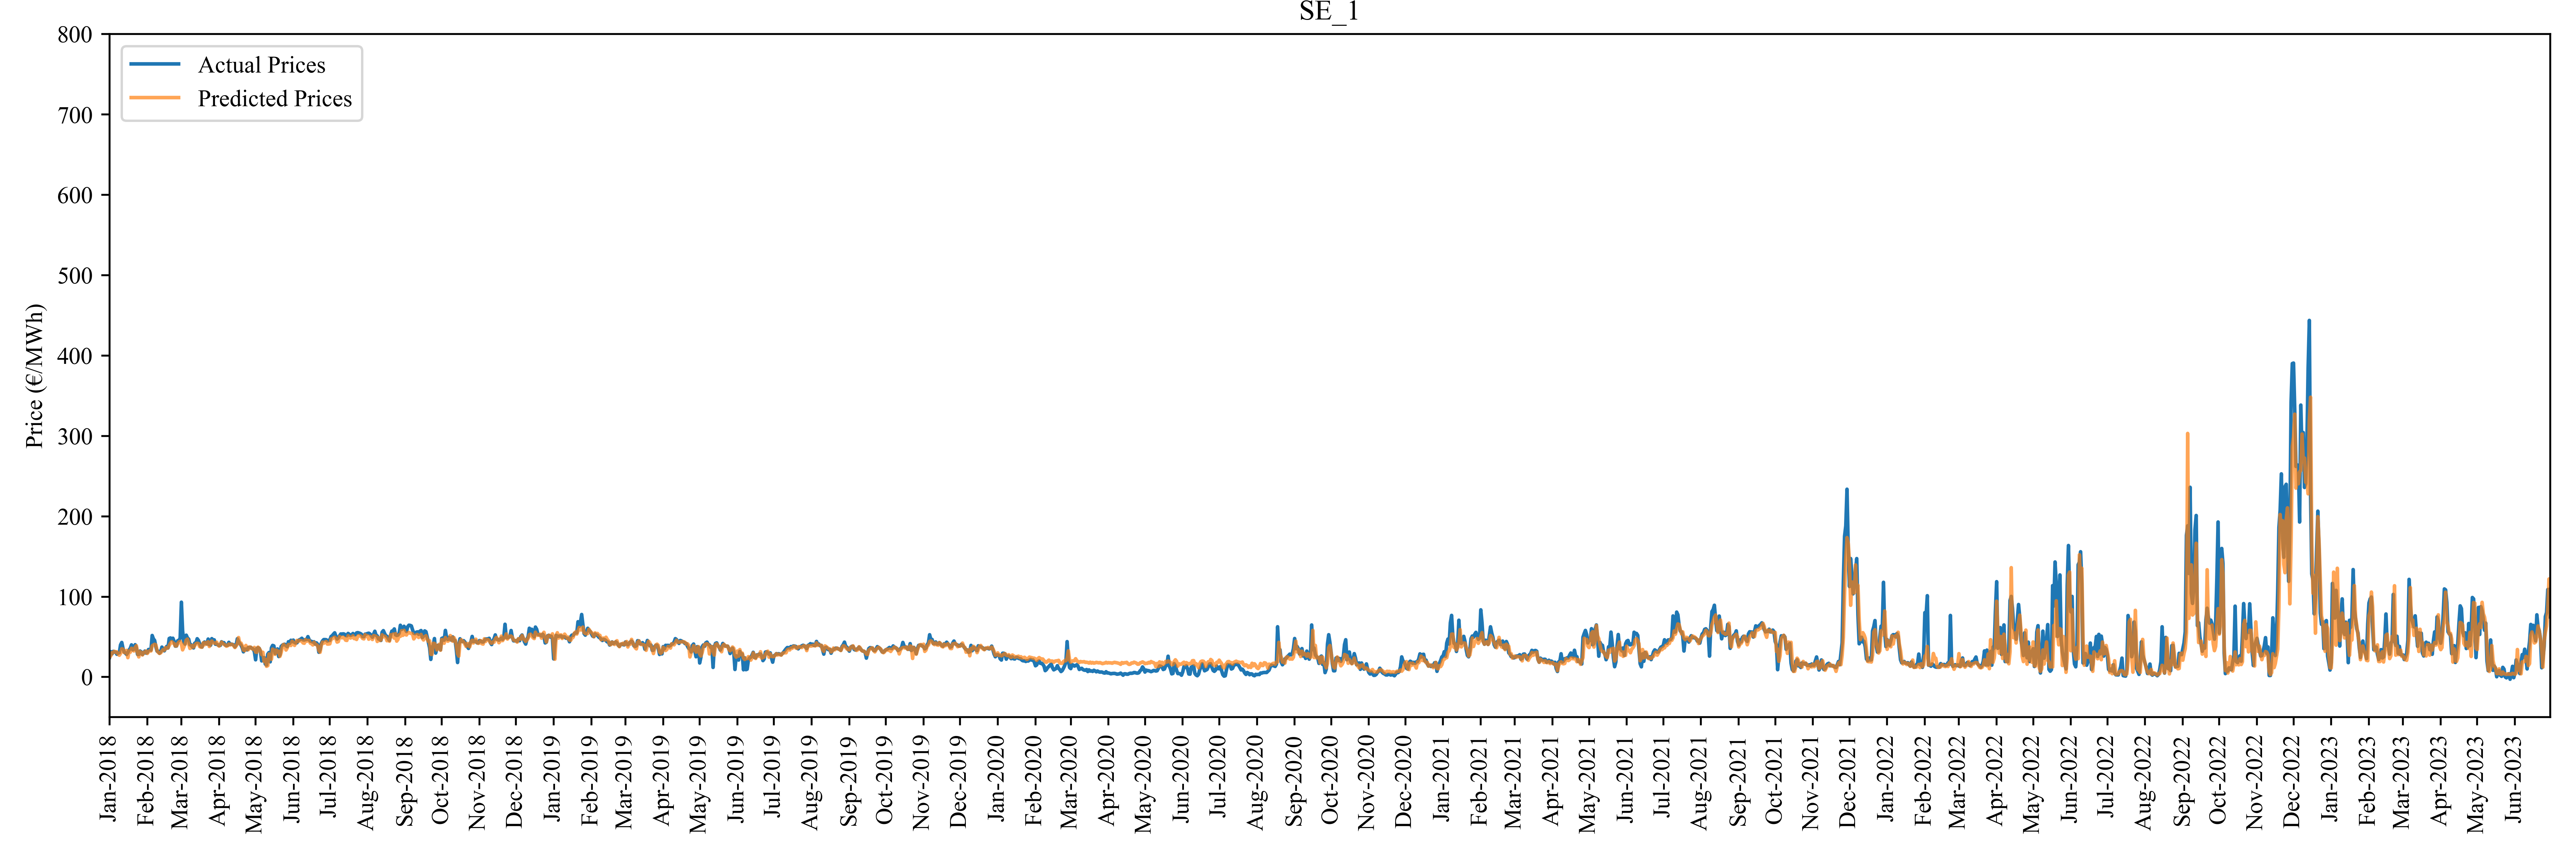 SE_1
800
700
600
500
400
300
200
100
0
Price (€/MWh)
Actual Prices
Predicted Prices
Jan-2018
Feb-2018
Mar-2018
Apr-2018
May-2018
Jun-2018
Jul-2018
Aug-2018
Sep-2018
Oct-2018
Nov-2018
Dec-2018
Jan-2019
Feb-2019
Mar-2019
Apr-2019
May-2019
Jun-2019
Jul-2019
Aug-2019
Sep-2019
Oct-2019
Nov-2019
Dec-2019
Jan-2020
Feb-2020
Mar-2020
Apr-2020
May-2020
Jun-2020
Jul-2020
Aug-2020
Sep-2020
Oct-2020
Nov-2020
Dec-2020
Jan-2021
Feb-2021
Mar-2021
Apr-2021
May-2021
Jun-2021
Jul-2021
Aug-2021
Sep-2021
Oct-2021
Nov-2021
Dec-2021
Jan-2022
Feb-2022
Mar-2022
Apr-2022
May-2022
Jun-2022
Jul-2022
Aug-2022
Sep-2022
Oct-2022
Nov-2022
Dec-2022
Jan-2023
Feb-2023
Mar-2023
Apr-2023
May-2023
Jun-2023